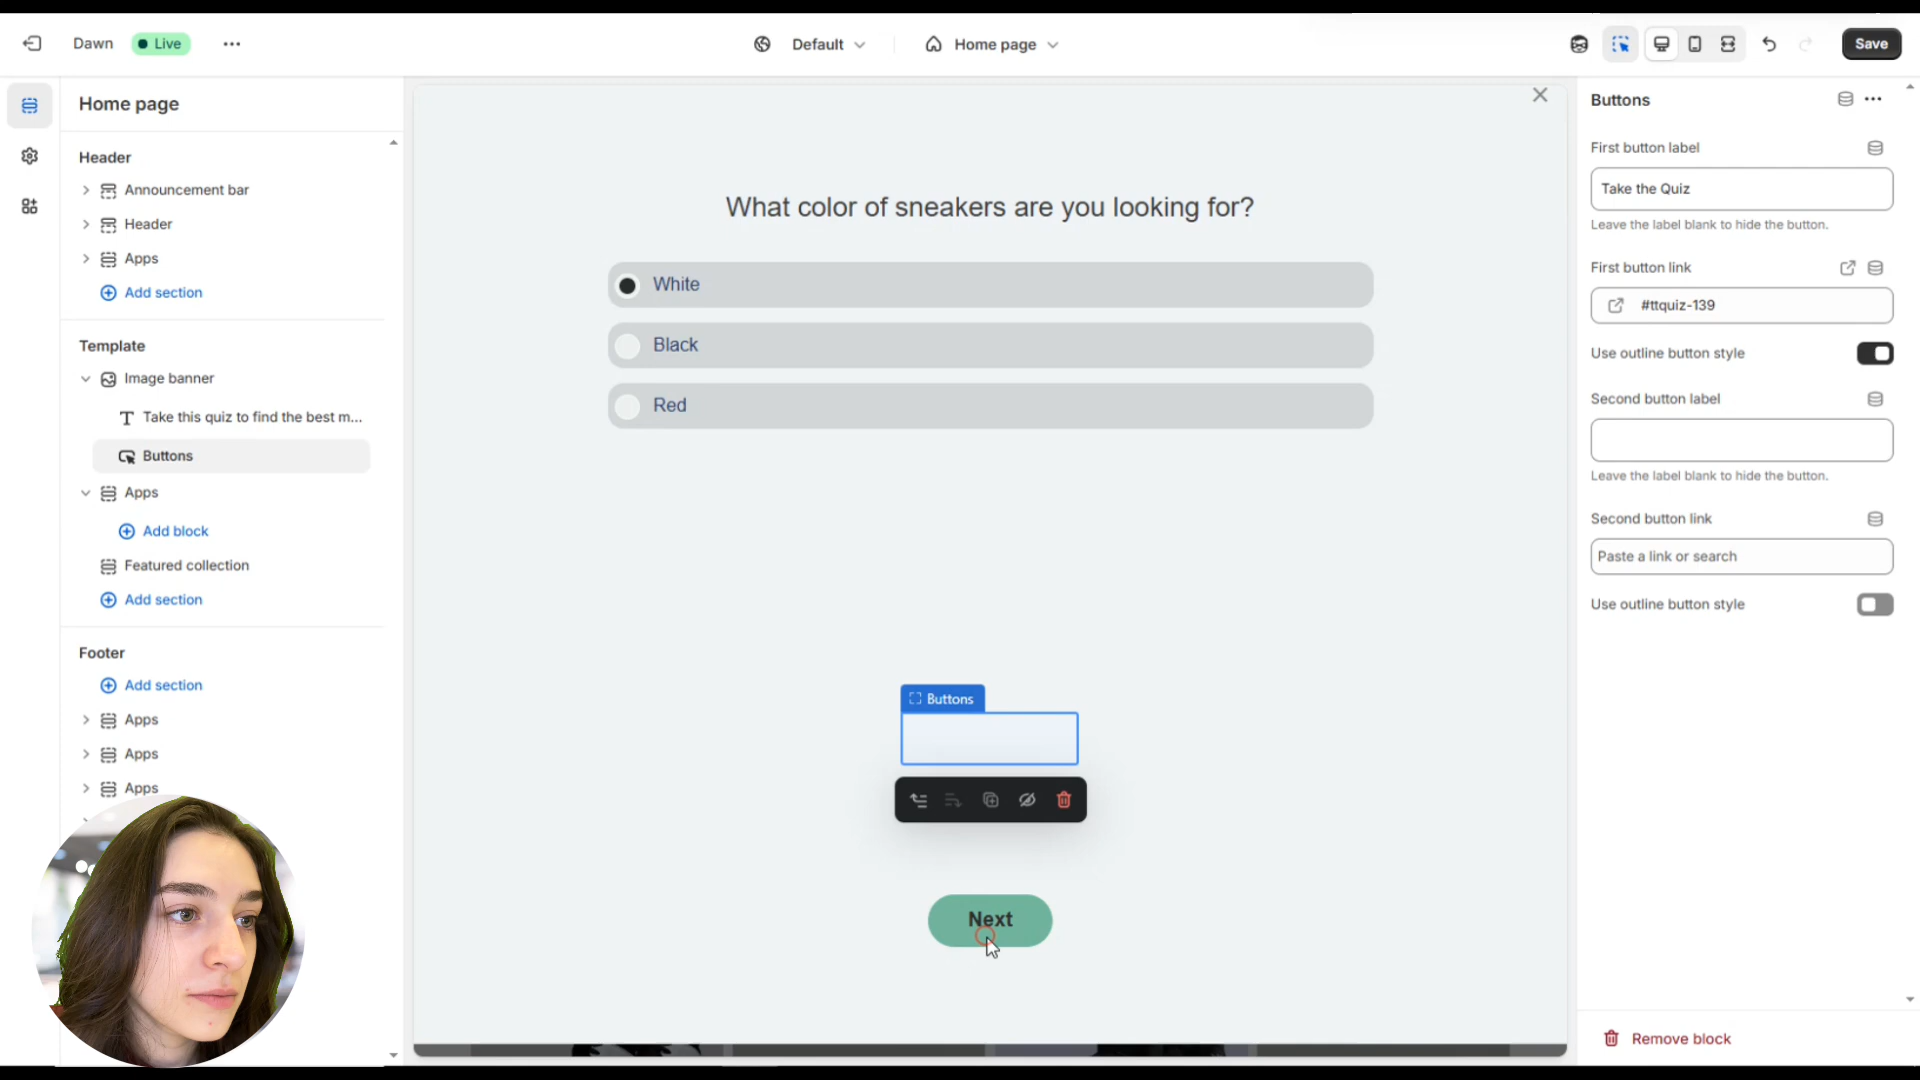 Dawn
Live
Default
Home page
Save
Home page
Header
Announcement bar
Header
Apps
Add section
Template
Image banner
Take this quiz to find the best m...
Buttons
Apps
Add block
Featured collection
Add section
Footer
Add section
Apps
Apps
Apps
What color of sneakers are you looking for?
White
Black
Red
Buttons
Next
Buttons
First button label
Take the Quiz
Leave the label blank to hide the button.
First button link
#ttquiz-139
Use outline button style
Second button label
Leave the label blank to hide the button.
Second button link
Paste a link or search
Use outline button style
Remove block